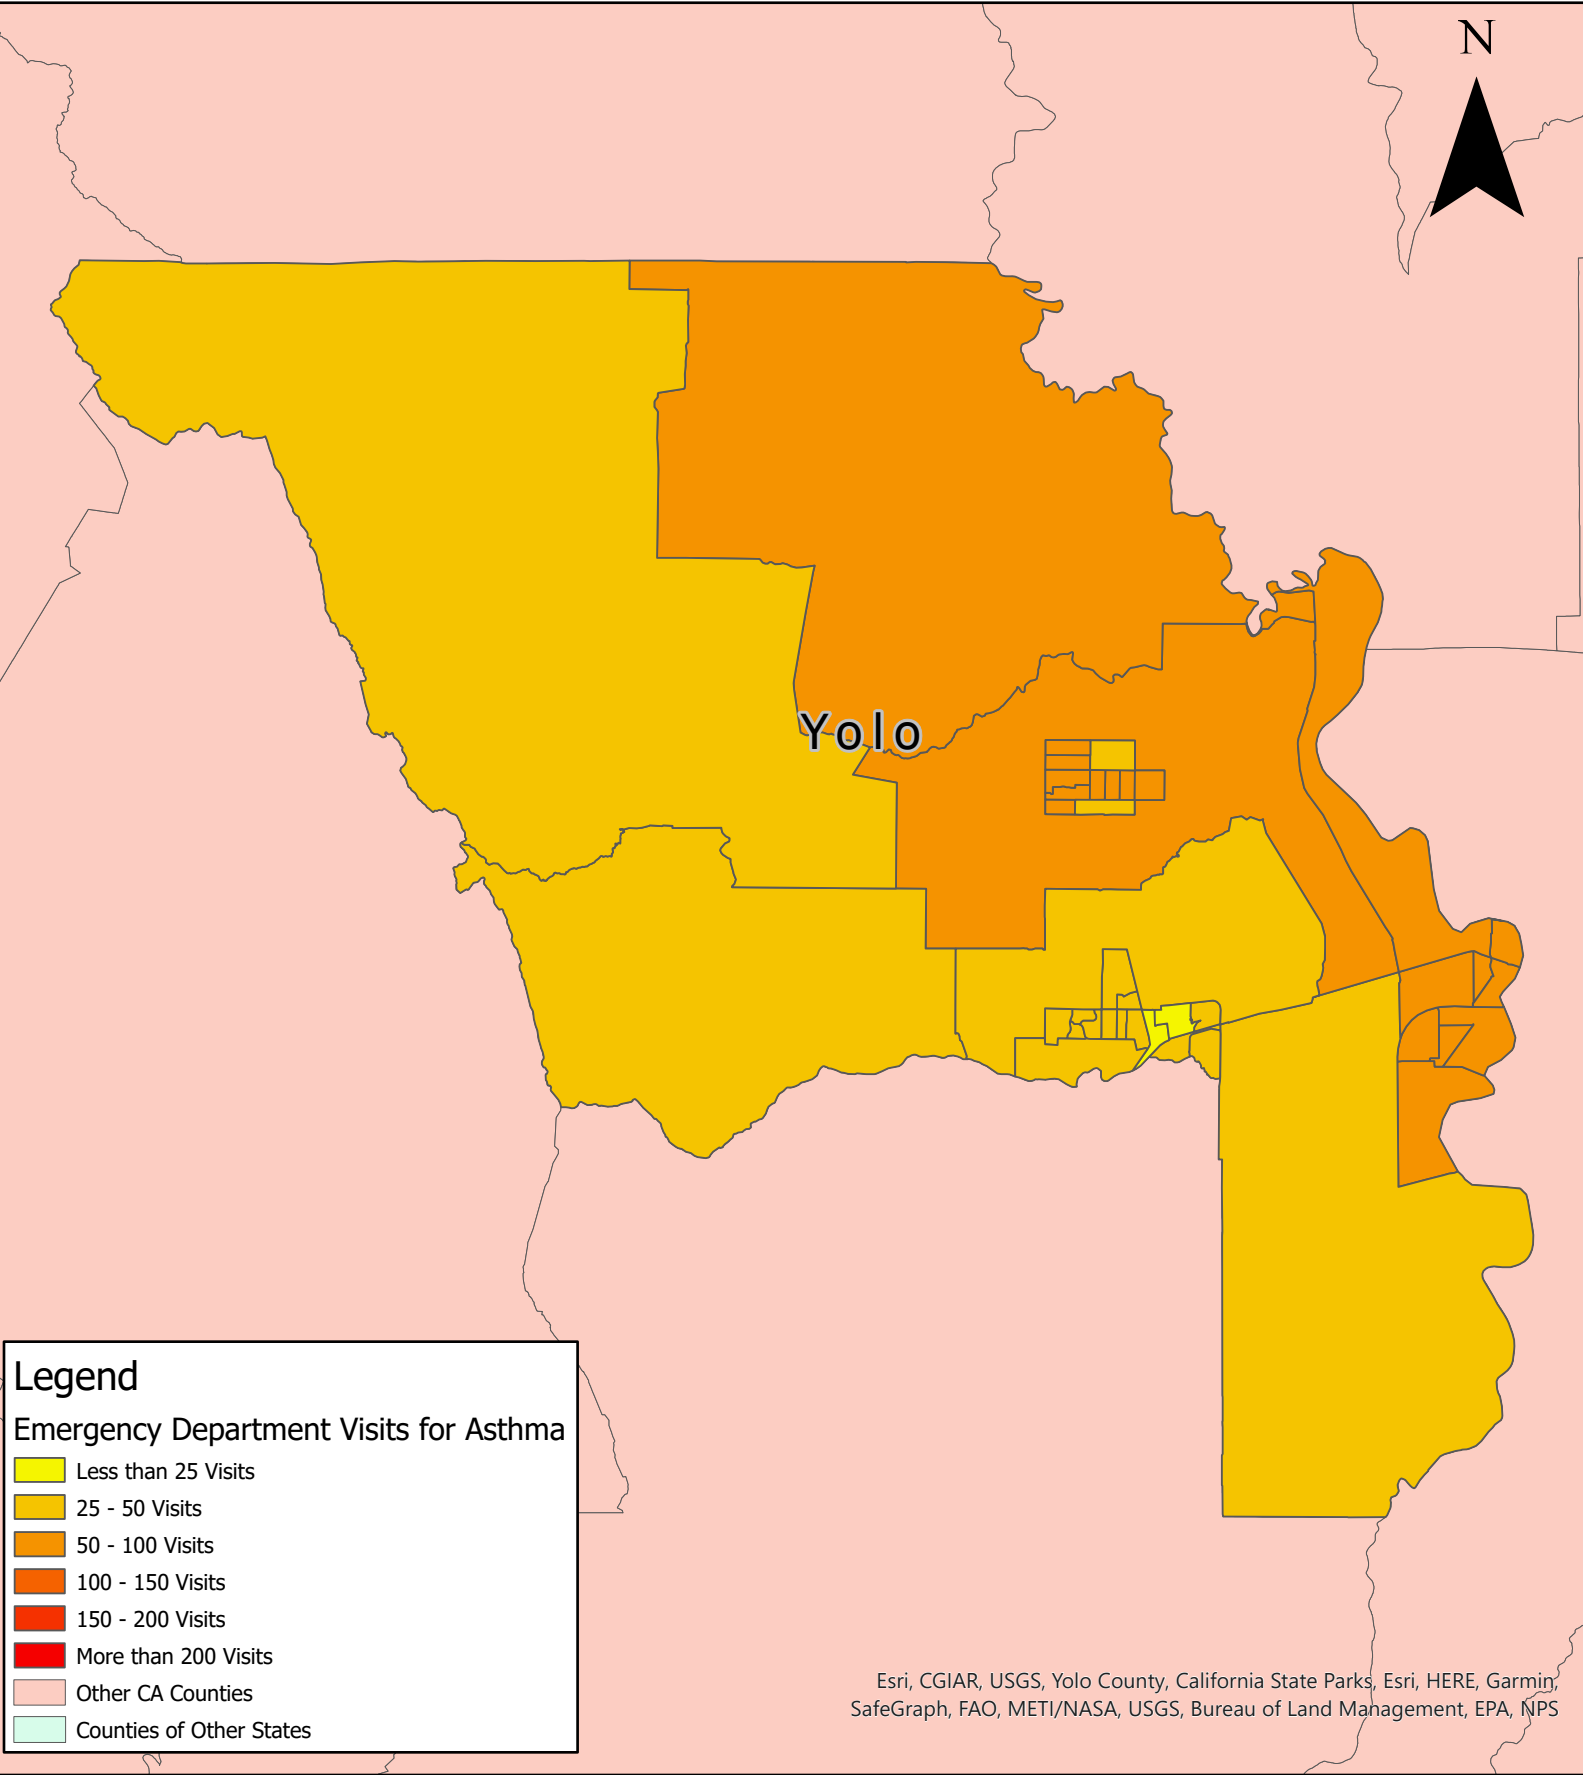 N
Yolo
Legend
Emergency Department Visits for Asthma
Less than 25 Visits
25 - 50 Visits
50 - 100 Visits
100 - 150 Visits
150 - 200 Visits
More than 200 Visits
Other CA Counties
Counties of Other States
Esri, CGIAR, USGS, Yolo County, California State Parks, Esri, HERE, Garmin,
SafeGraph, FAO, METI/NASA, USGS, Bureau of Land Management, EPA, NPS